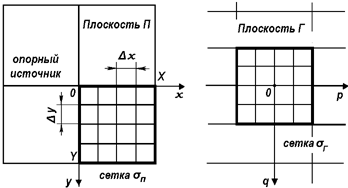 Плоскость П
Плоскость Г
опорный
источник
Δx
X
0
x
0
p
Δy
Y
y
сетка σп
сетка σГ
q